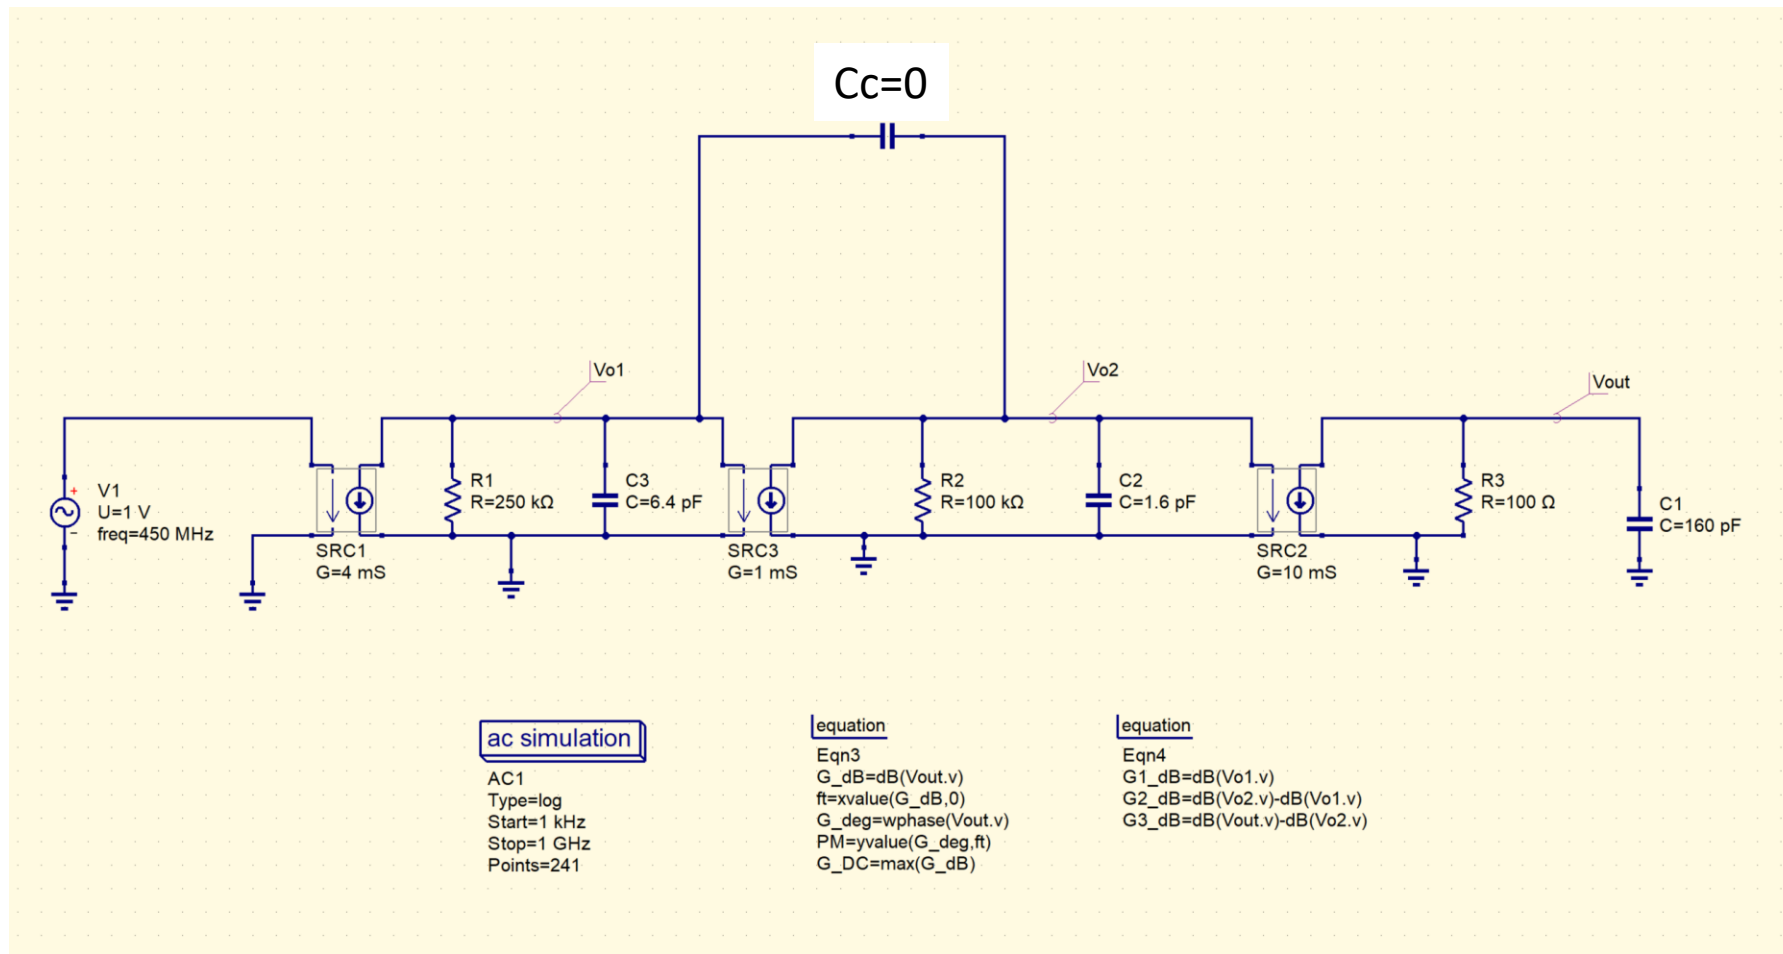 Cc=0
Vo1
Vo2
Vout
V1
U=1 V
freq=450 MHz
SRC1
G=4 mS
R1
R=250 kΩ
C3
C=6.4 pF
SRC3
G=1 mS
R2
R=100 kΩ
C2
C=1.6 pF
SRC2
G=10 mS
R3
R=100 Ω
C1
C=160 pF
ac simulation
AC1
Type=log
Start=1 kHz
Stop=1 GHz
Points=241
equation
Eqn3
G_dB=dB(Vout.v)
ft=xvalue(G_dB,0)
G_deg=wphase(Vout.v)
PM=yvalue(G_deg,ft)
G_DC=max(G_dB)
equation
Eqn4
G1_dB=dB(Vo1.v)
G2_dB=dB(Vo2.v)-dB(Vo1.v)
G3_dB=dB(Vout.v)-dB(Vo2.v)